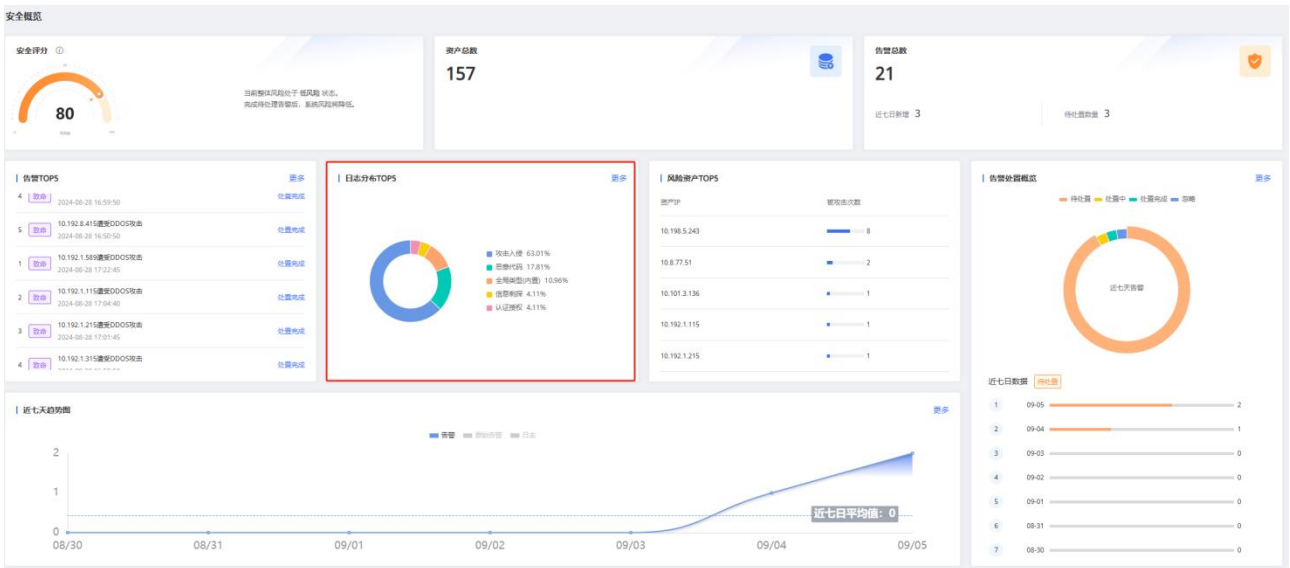 安全概览
安全评分
80
当前整体风险处于 低风险 状态。
完成待处理告警后，系统风险将降低。
资产总数
157
告警总数
21
近七日新增 3
待处置数量 3
告警TOP5
更多
4 致命 2024-08-28 16:59:50 处置完成
5 致命 10.192.8.415遭受DDOS攻击 处置完成
2024-08-28 16:50:50
1 致命 10.192.1.589遭受DDOS攻击 处置完成
2024-08-28 17:22:45
2 致命 10.192.1.115遭受DDOS攻击 处置完成
2024-08-28 17:04:40
3 致命 10.192.1.215遭受DDOS攻击 处置完成
2024-08-28 17:01:45
4 致命 10.192.1.315遭受DDOS攻击 处置完成
日志分布TOP5
更多
攻击入侵 63.01%
恶意代码 17.81%
全局类型(内置) 10.96%
信息刺探 4.11%
认证授权 4.11%
风险资产TOP5
资产IP 被攻击次数
10.198.5.243 8
10.8.77.51 2
10.101.3.136 1
10.192.1.115 1
10.192.1.215 1
告警处置概览
更多
待处置 处置中 处置完成 忽略
近七天告警
近七日数据 待处置
1 09-05 2
2 09-04 1
3 09-03 0
4 09-02 0
5 09-01 0
6 08-31 0
7 08-30 0
近七天趋势图
更多
告警 原始告警 日志
2
1
0
近七日平均值：0
08/30 08/31 09/01 09/02 09/03 09/04 09/05